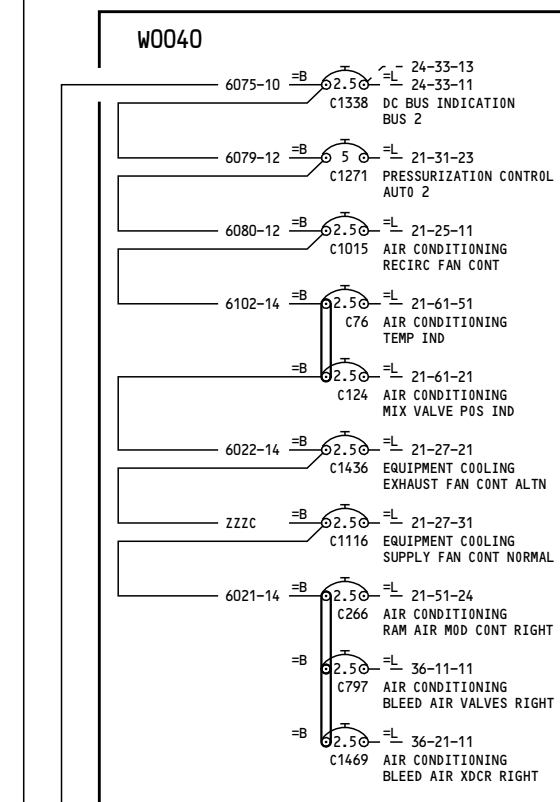 W0040
24-33-13
6075-10 =B 2.5 =L 24-33-11
C1338 DC BUS INDICATION
BUS 2
6079-12 =B 5 =L 21-31-23
C1271 PRESSURIZATION CONTROL
AUTO 2
6080-12 =B 2.5 =L 21-25-11
C1015 AIR CONDITIONING
RECIRC FAN CONT
6102-14 =B 2.5 =L 21-61-51
C76 AIR CONDITIONING
TEMP IND
=B 2.5 =L 21-61-21
C124 AIR CONDITIONING
MIX VALVE POS IND
6022-14 =B 2.5 =L 21-27-21
C1436 EQUIPMENT COOLING
EXHAUST FAN CONT ALTN
ZZZC =B 2.5 =L 21-27-31
C1116 EQUIPMENT COOLING
SUPPLY FAN CONT NORMAL
6021-14 =B 2.5 =L 21-51-24
C266 AIR CONDITIONING
RAM AIR MOD CONT RIGHT
=B 2.5 =L 36-11-11
C797 AIR CONDITIONING
BLEED AIR VALVES RIGHT
=B 2.5 =L 36-21-11
C1469 AIR CONDITIONING
BLEED AIR XDCR RIGHT